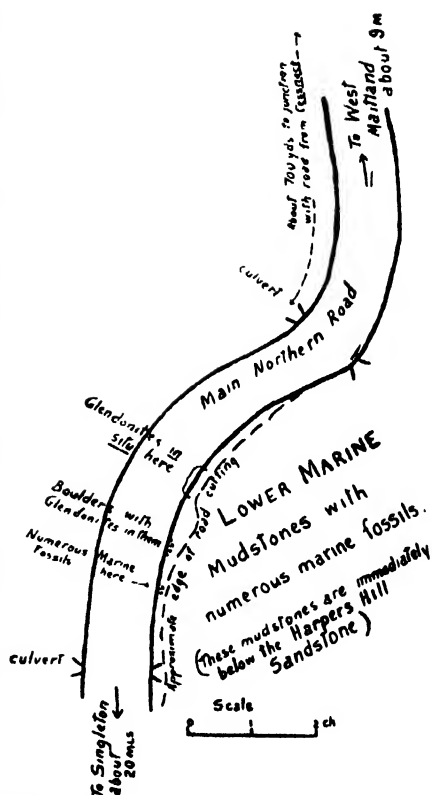 To West
Maitland
about 9m
about 700 yds to junction
with road from Cessnock
culvert
Main Northern Road
Glendonites in
situ here
Boulders with
Glendonites in them
Numerous Marine
Fossils here
culvert
Approximate edge of road cutting
LOWER MARINE
Mudstones with
numerous marine fossils.
(These mudstones are immediately
below the Harpers Hill
Sandstone)
Scale
ch
To Singleton
about
20 mls